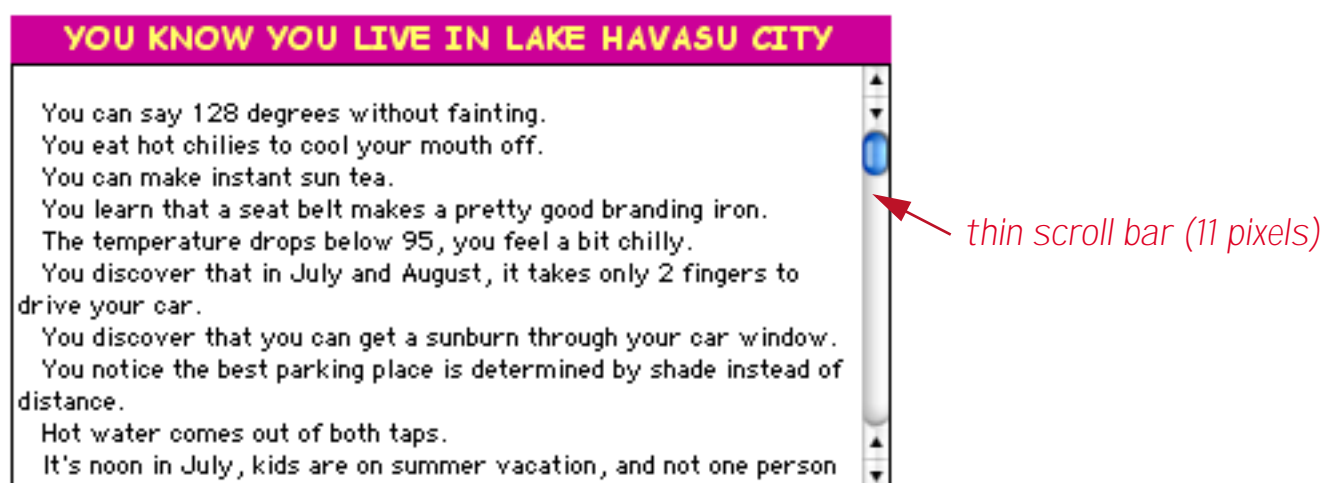 YOU KNOW YOU LIVE IN LAKE HAVASU CITY
You can say 128 degrees without fainting.
You eat hot chilies to cool your mouth off.
You can make instant sun tea.
You learn that a seat belt makes a pretty good branding iron.
The temperature drops below 95, you feel a bit chilly.
You discover that in July and August, it takes only 2 fingers to
drive your car.
You discover that you can get a sunburn through your car window.
You notice the best parking place is determined by shade instead of
distance.
Hot water comes out of both taps.
It's noon in July, kids are on summer vacation, and not one person
thin scroll bar (11 pixels)